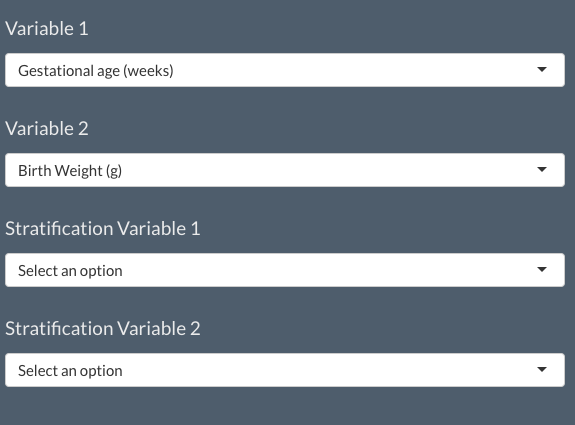 Variable 1
Gestational age (weeks)
Variable 2
Birth Weight (g)
Stratification Variable 1
Select an option
Stratification Variable 2
Select an option